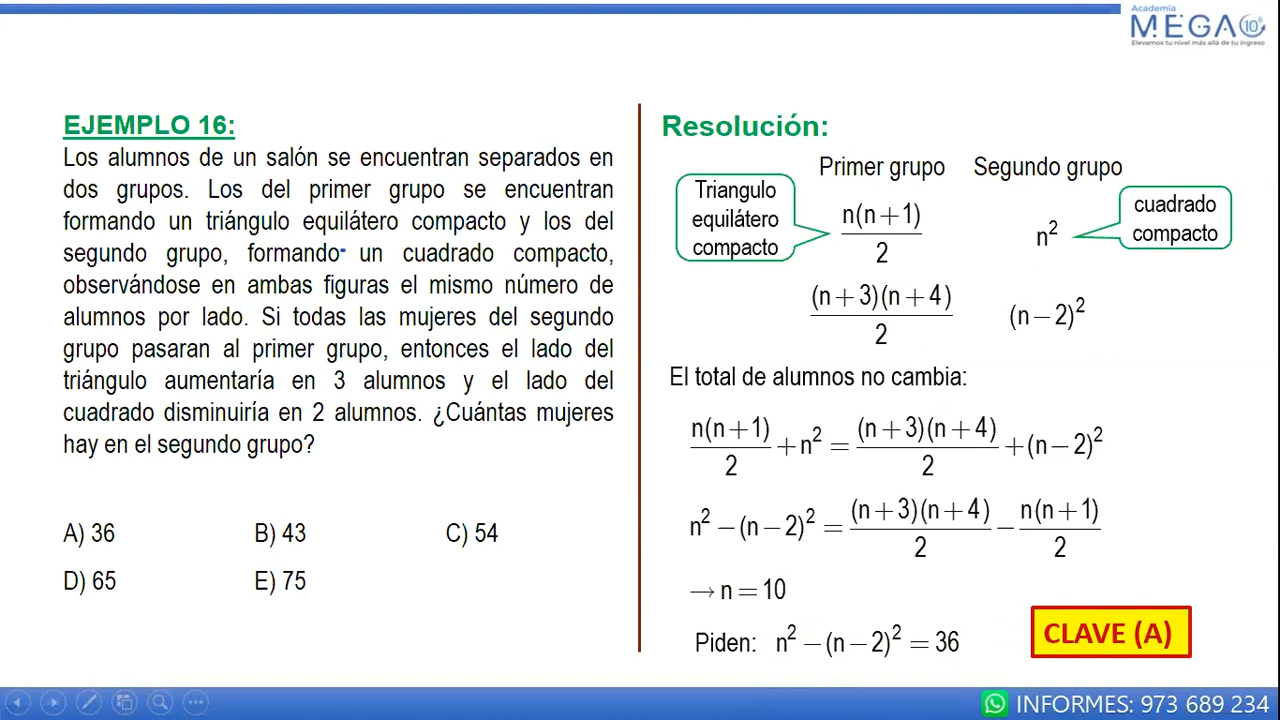 Academia
MEGA 10
Elevamos tu nivel más allá de tu ingreso
EJEMPLO 16:
Los alumnos de un salón se encuentran separados en
dos grupos. Los del primer grupo se encuentran
formando un triángulo equilátero compacto y los del
segundo grupo, formando un cuadrado compacto,
observándose en ambas figuras el mismo número de
alumnos por lado. Si todas las mujeres del segundo
grupo pasaran al primer grupo, entonces el lado del
triángulo aumentaría en 3 alumnos y el lado del
cuadrado disminuiría en 2 alumnos. ¿Cuántas mujeres
hay en el segundo grupo?
A) 36 B) 43 C) 54
D) 65 E) 75
Resolución:
Primer grupo Segundo grupo
Triangulo
equilátero
compacto
n(n+1)/2
n²
cuadrado
compacto
(n+3)(n+4)/2 (n−2)²
El total de alumnos no cambia:
n(n+1)/2 + n² = (n+3)(n+4)/2 + (n−2)²
n² − (n−2)² = (n+3)(n+4)/2 − n(n+1)/2
→ n = 10
Piden: n² − (n−2)² = 36
CLAVE (A)
INFORMES: 973 689 234